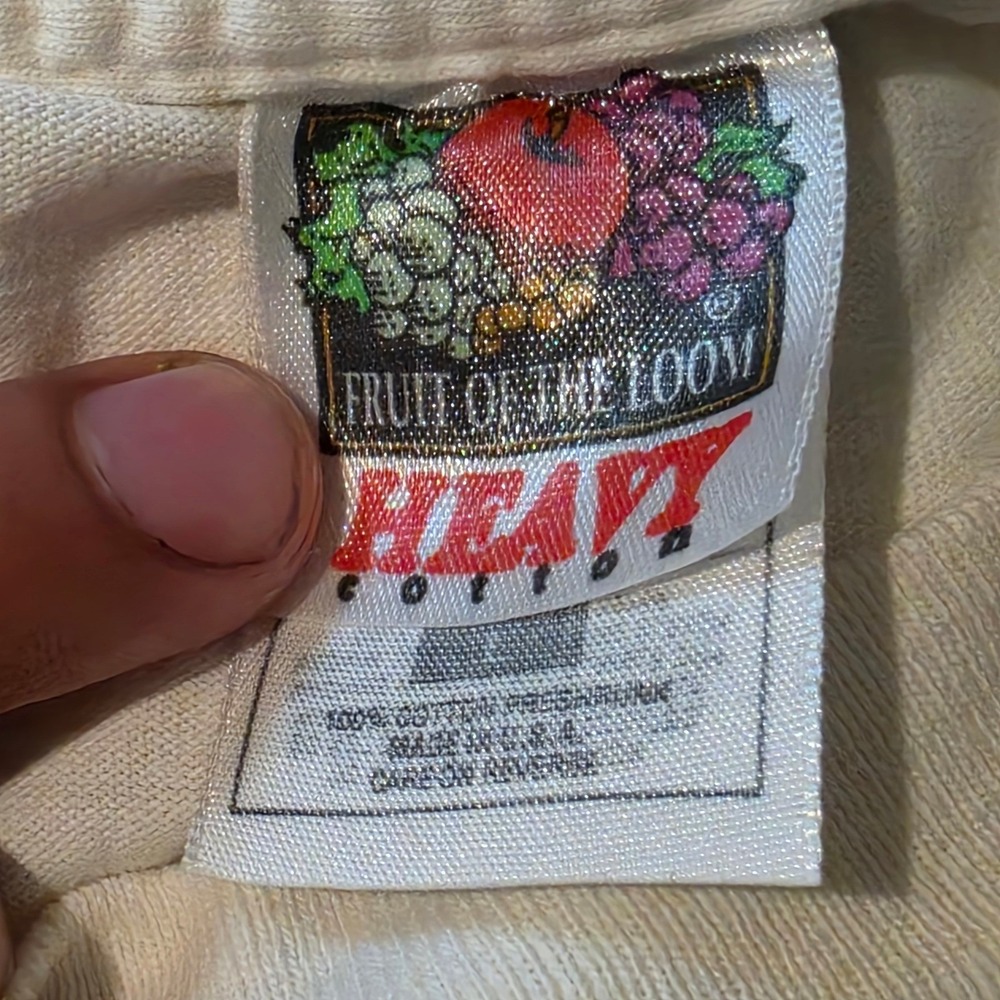 ©
FRUIT OF THE LOOM
HEAVY
cotton
100% COTTON PRESHRUNK
MADE IN U.S.A.
CARE ON REVERSE